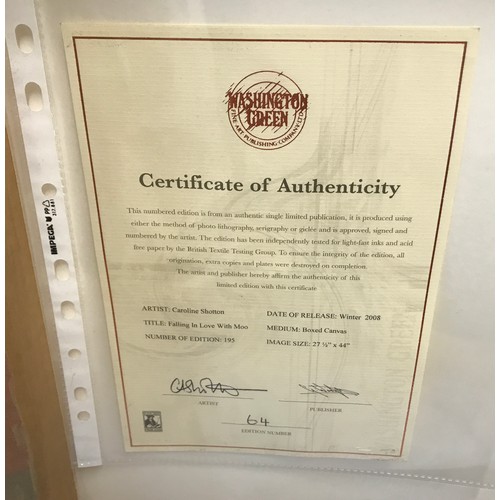 WASHINGTON
GREEN
FINE ART PUBLISHING COMPANY LTD
Certificate of Authenticity
This numbered edition is from an authentic single limited publication, it is produced using
either the method of photo lithography, serigraphy or giclée and is approved, signed and
numbered by the artist. The edition has been independently tested for light-fast inks and acid
free paper by the British Textile Testing Group. To ensure the integrity of the edition, all
origination, extra copies and plates were destroyed on completion.
The artist and publisher hereby affirm the authenticity of this
limited edition with this certificate
ARTIST: Caroline Shotton
DATE OF RELEASE: Winter 2008
TITLE: Falling In Love With Moo
MEDIUM: Boxed Canvas
NUMBER OF EDITION: 195
IMAGE SIZE: 27 ½" x 44"
ARTIST
PUBLISHER
64
EDITION NUMBER
IMPEGA
PP